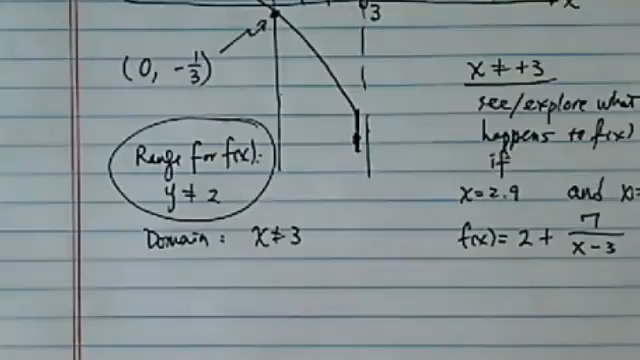 3
x
(0, -1/3)
x ≠ +3
see/explore what
happens to f(x)
if
x = 2.9 and x=
Range for f(x):
y ≠ 2
Domain: x ≠ 3
f(x) = 2 + 7/(x-3)